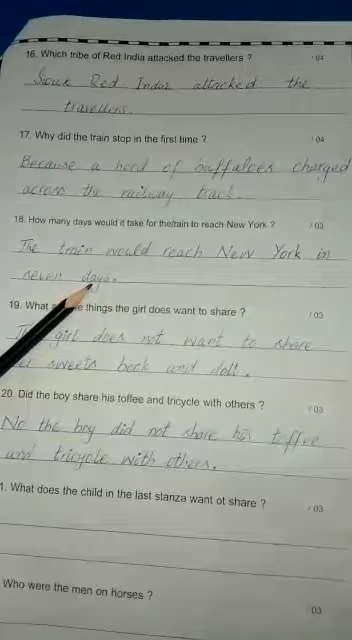 16. Which tribe of Red India attacked the travellers ? / 04
Sioux Red India attacked the
travellers.
17. Why did the train stop in the first time ? / 04
Because a herd of buffaloes charged
across the railway track.
18. How many days would it take for the train to reach New York ? / 03
The train would reach New York in
seven days.
19. What a e things the girl does want to share ? / 03
girl does not want to share
her sweets book and doll.
20. Did the boy share his toffee and tricycle with others ? / 03
No the boy did not share his toffee
and tricycle with others.
1. What does the child in the last stanza want ot share ? / 03
Who were the men on horses ? 03